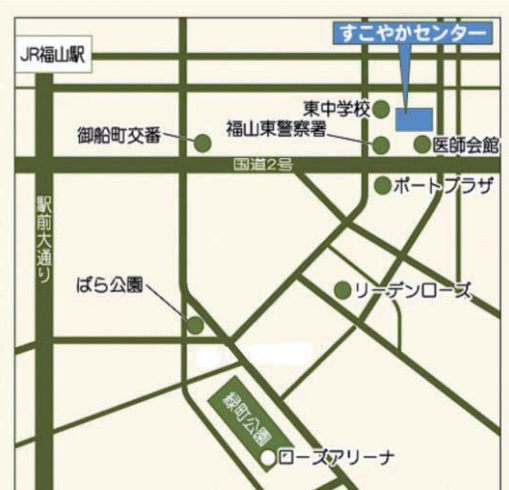 すこやかセンター
JR福山駅
東中学校
福山東警察署
御船町交番
医師会館
国道2号
ポートプラザ
駅前大通り
ばら公園
リーデンローズ
緑町公園
ローズアリーナ